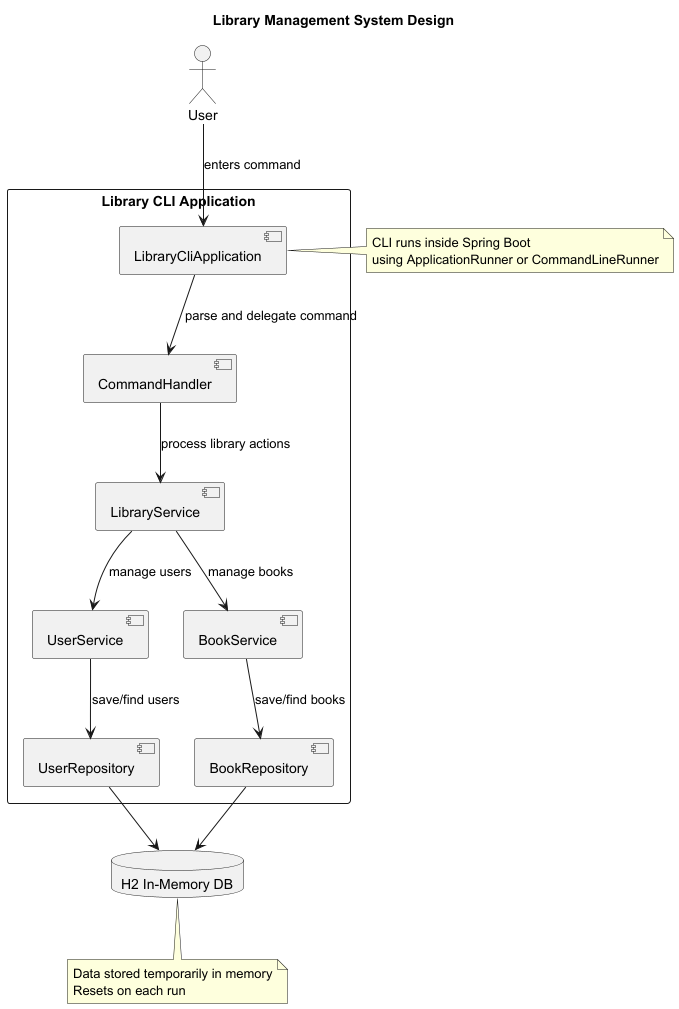 Library Management System Design
User
enters command
Library CLI Application
LibraryCliApplication
CLI runs inside Spring Boot
using ApplicationRunner or CommandLineRunner
parse and delegate command
CommandHandler
process library actions
LibraryService
manage users
manage books
UserService
BookService
save/find users
save/find books
UserRepository
BookRepository
H2 In-Memory DB
Data stored temporarily in memory
Resets on each run